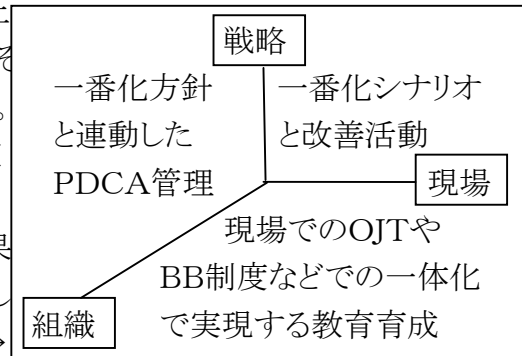 戦略
一番化方針
と連動した
PDCA管理
一番化シナリオ
と改善活動
現場
現場でのOJTや
BB制度などでの一体化
で実現する教育育成
組織